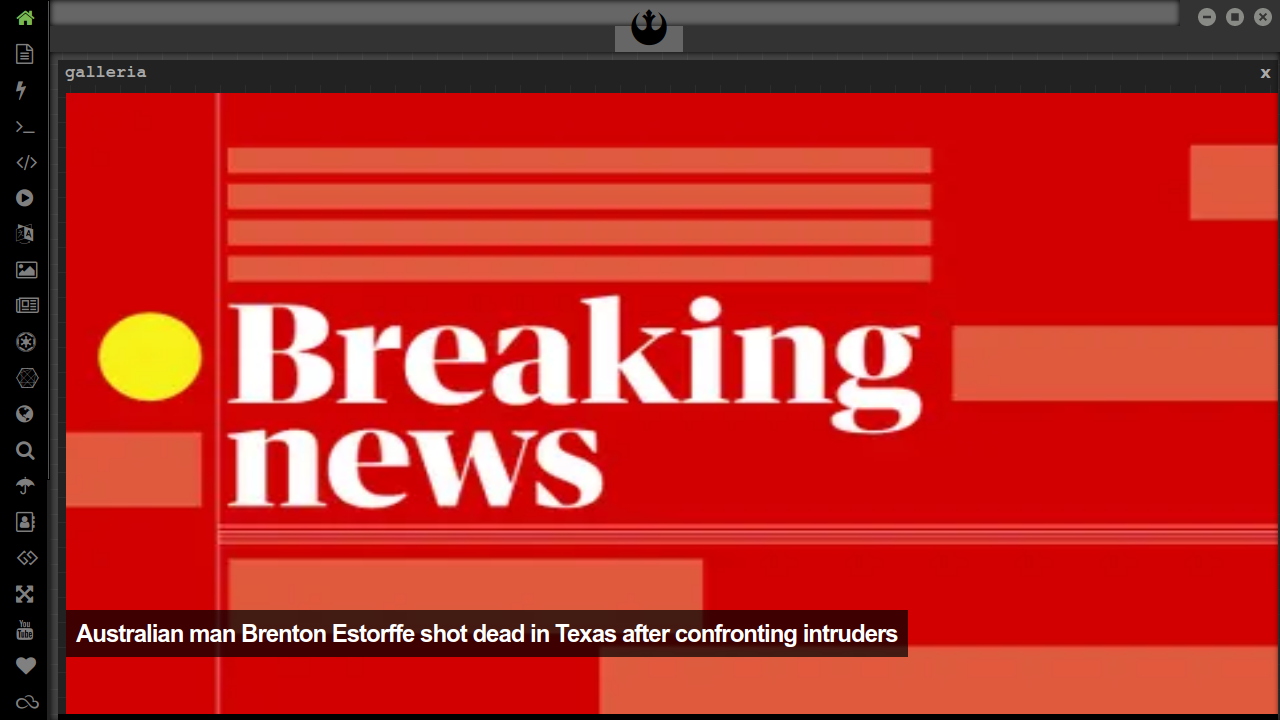 galleria
x
Breaking
news
Australian man Brenton Estorffe shot dead in Texas after confronting intruders
You
Tube